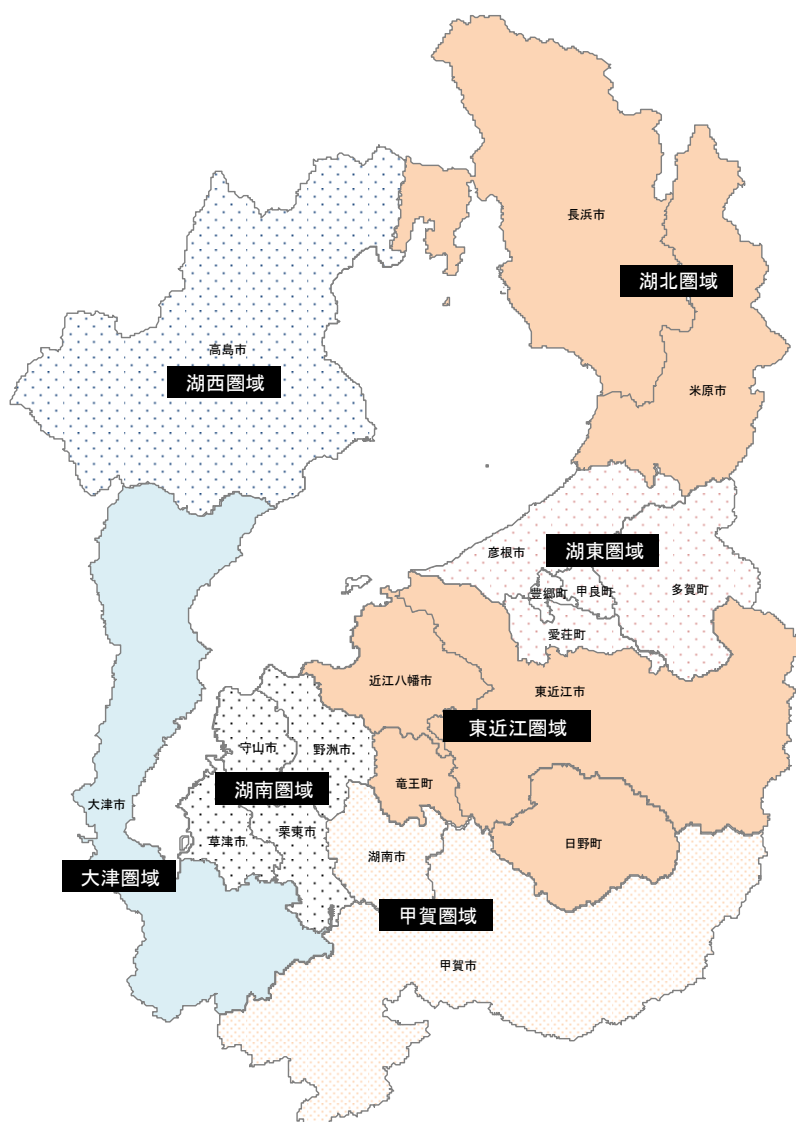 長浜市
湖北圏域
高島市
湖西圏域
米原市
彦根市
湖東圏域
豊郷町
甲良町
多賀町
愛荘町
近江八幡市
東近江市
東近江圏域
守山市
野洲市
湖南圏域
竜王町
大津市
草津市
栗東市
日野町
湖南市
大津圏域
甲賀圏域
甲賀市